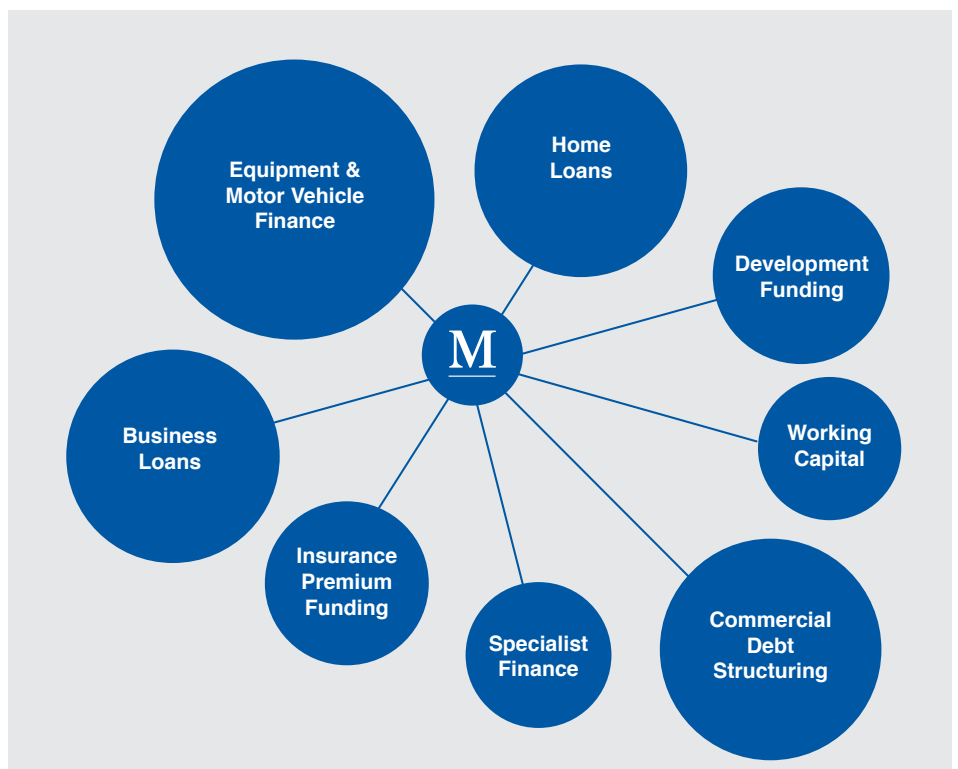 Equipment &
Motor Vehicle
Finance
Home
Loans
Development
Funding
M
Working
Capital
Business
Loans
Insurance
Premium
Funding
Specialist
Finance
Commercial
Debt
Structuring